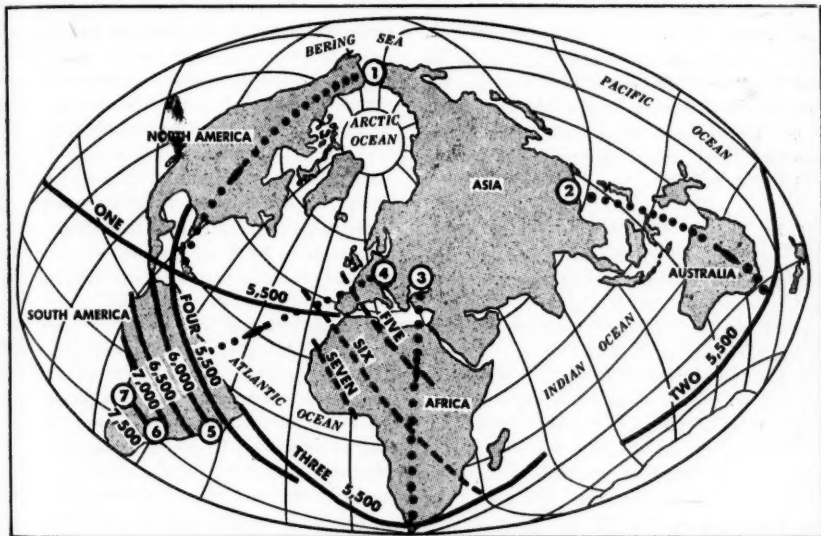 BERING SEA
1
PACIFIC
OCEAN
NORTH AMERICA
ARCTIC
OCEAN
ASIA
2
ONE
5,500
4
3
AUSTRALIA
SOUTH AMERICA
FOUR
5,500
FIVE
SIX
SEVEN
AFRICA
ATLANTIC
OCEAN
INDIAN OCEAN
TWO 5,500
6,000
6,500
7,000
7,500
7
6
5
THREE 5,500